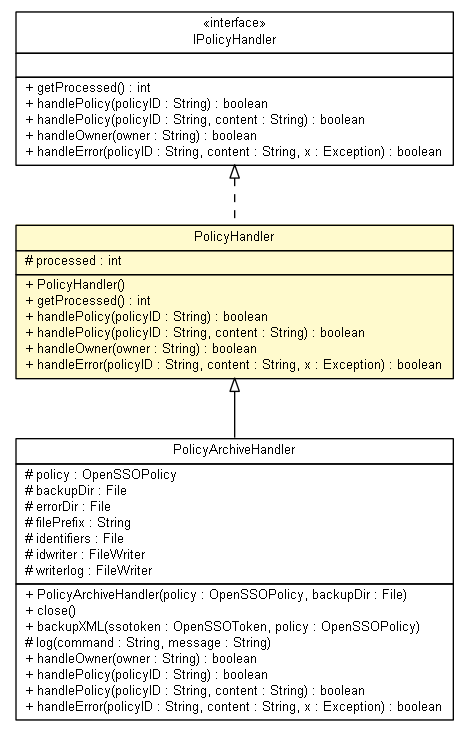 «interface»
IPolicyHandler
+ getProcessed() : int
+ handlePolicy(policyID : String) : boolean
+ handlePolicy(policyID : String, content : String) : boolean
+ handleOwner(owner : String) : boolean
+ handleError(policyID : String, content : String, x : Exception) : boolean
PolicyHandler
# processed : int
+ PolicyHandler()
+ getProcessed() : int
+ handlePolicy(policyID : String) : boolean
+ handlePolicy(policyID : String, content : String) : boolean
+ handleOwner(owner : String) : boolean
+ handleError(policyID : String, content : String, x : Exception) : boolean
PolicyArchiveHandler
# policy : OpenSSOPolicy
# backupDir : File
# errorDir : File
# filePrefix : String
# identifiers : File
# idwriter : FileWriter
# writerlog : FileWriter
+ PolicyArchiveHandler(policy : OpenSSOPolicy, backupDir : File)
+ close()
+ backupXML(ssotoken : OpenSSOToken, policy : OpenSSOPolicy)
# log(command : String, message : String)
+ handleOwner(owner : String) : boolean
+ handlePolicy(policyID : String) : boolean
+ handlePolicy(policyID : String, content : String) : boolean
+ handleError(policyID : String, content : String, x : Exception) : boolean